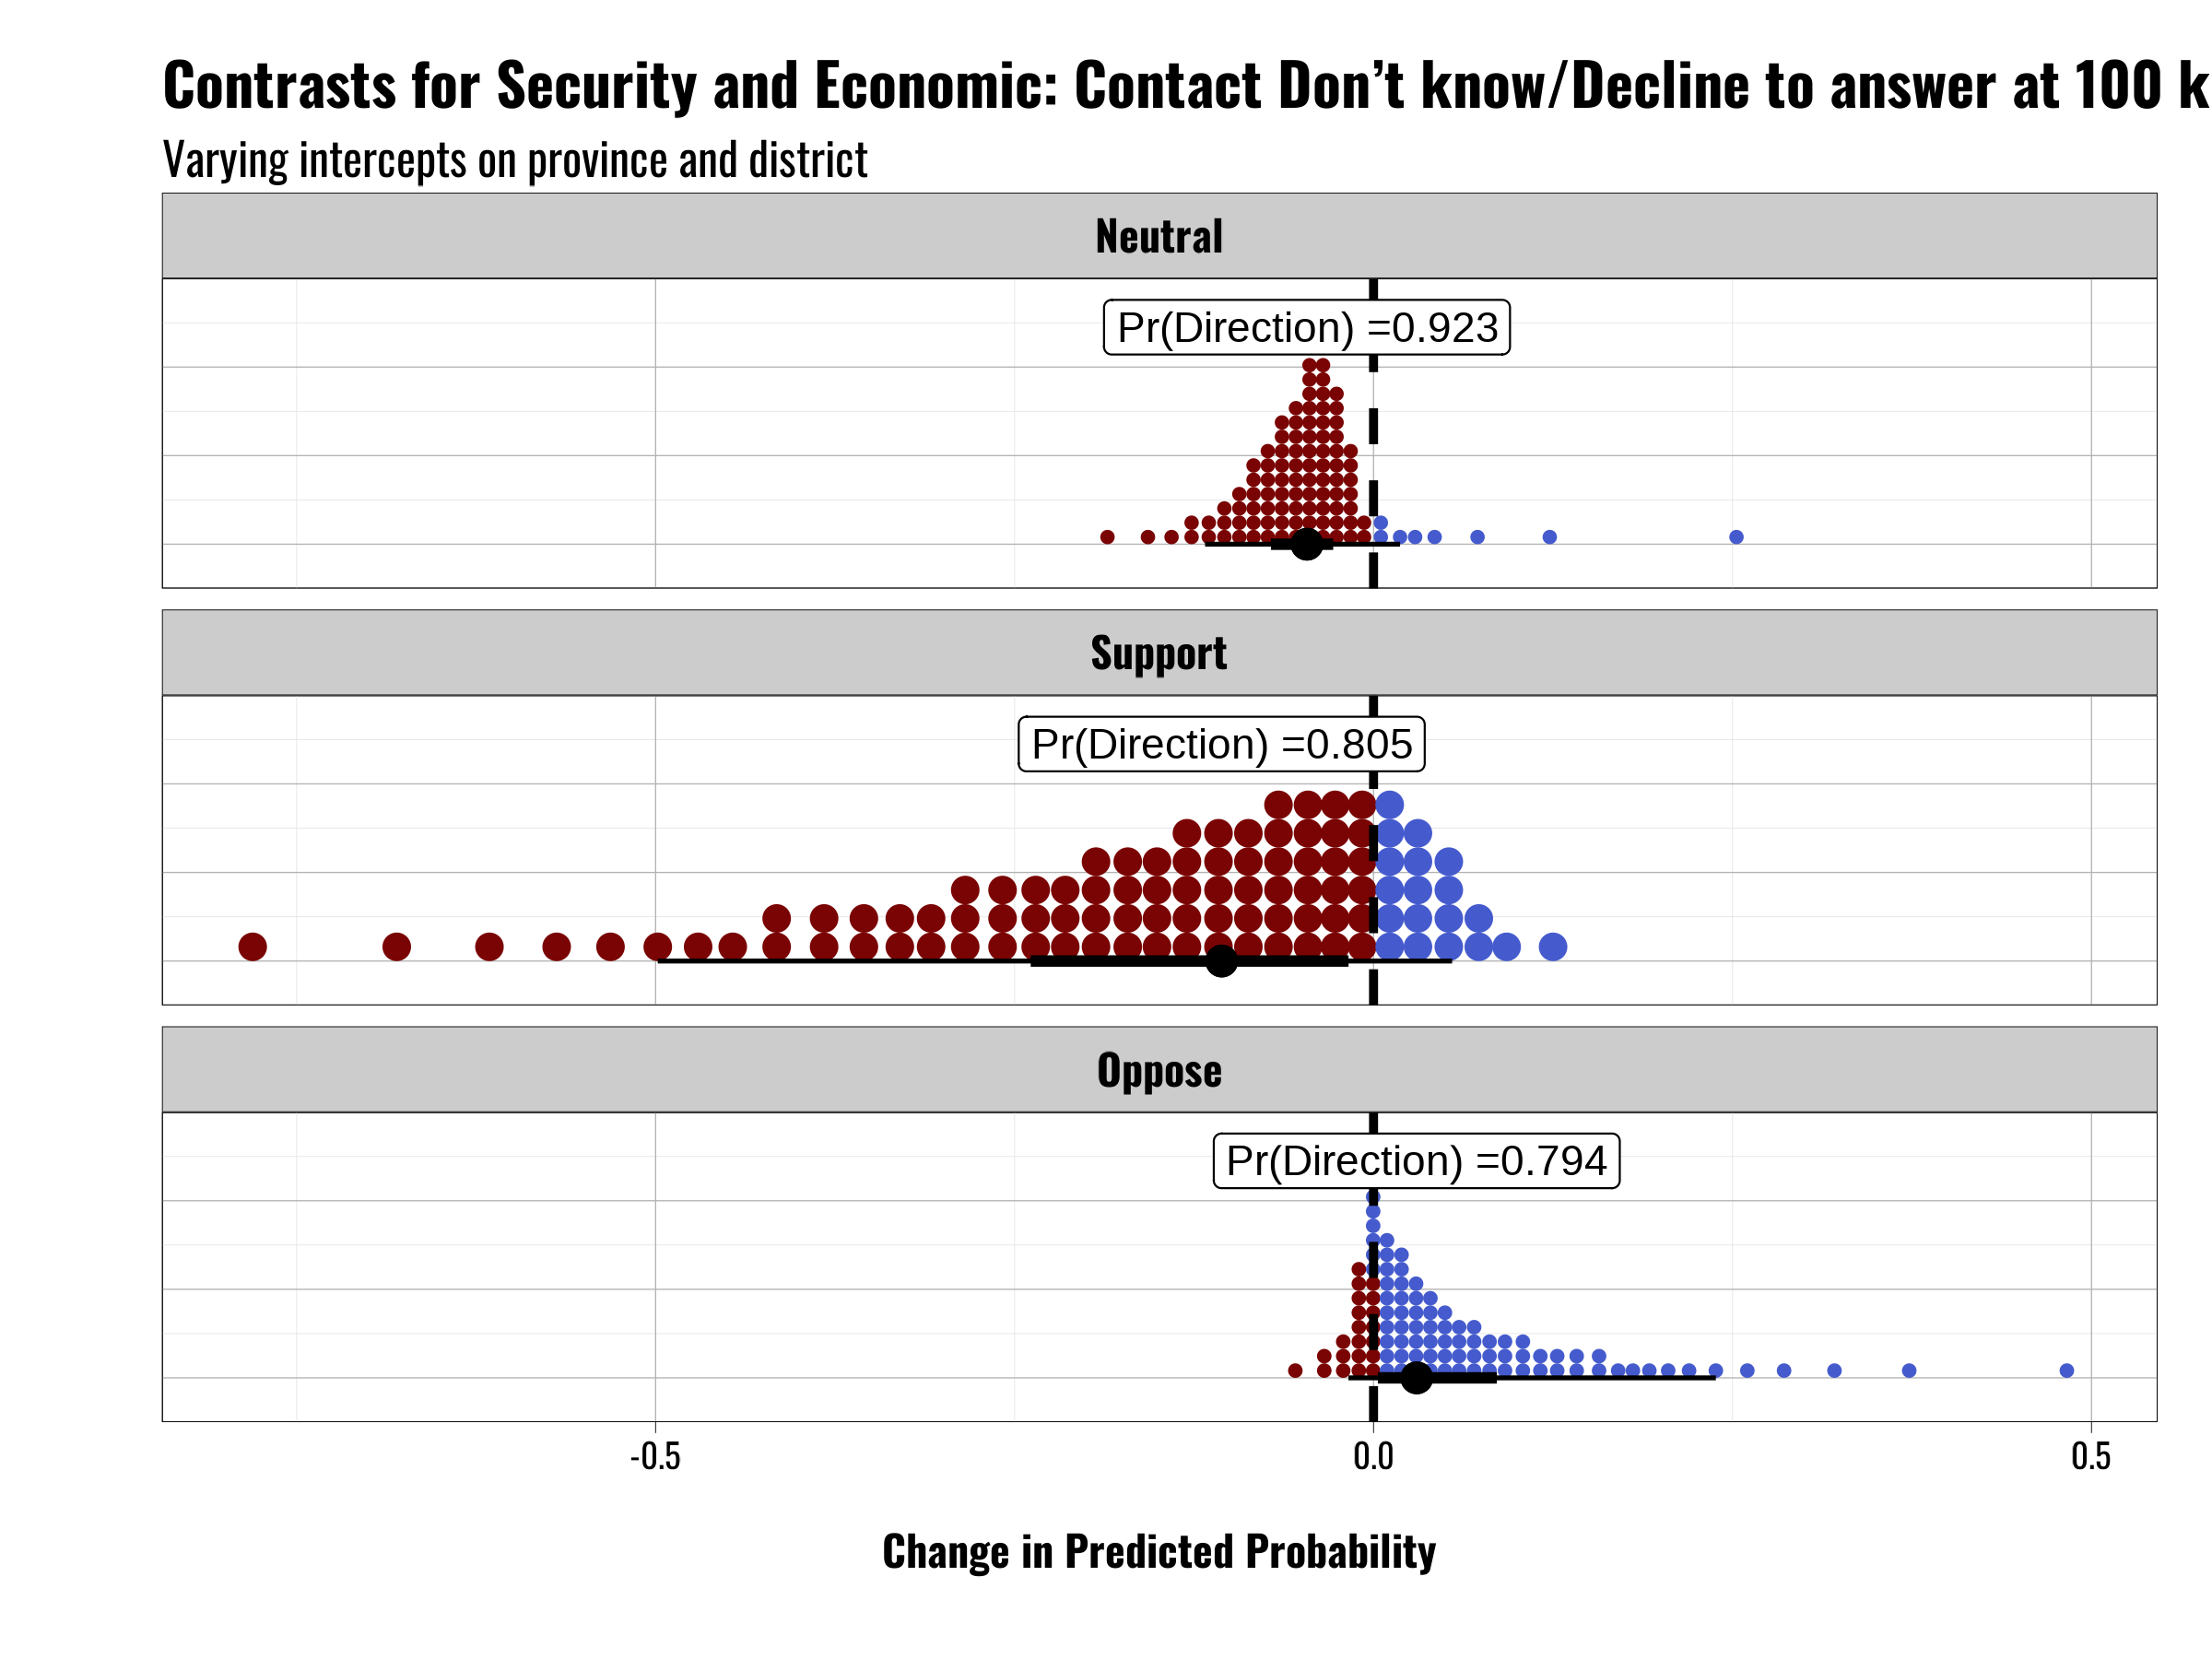 Contrasts for Security and Economic: Contact Don’t know/Decline to answer at 100 k
Varying intercepts on province and district
Neutral
Pr(Direction) =0.923
Support
Pr(Direction) =0.805
Oppose
Pr(Direction) =0.794
-0.5 0.0 0.5
Change in Predicted Probability